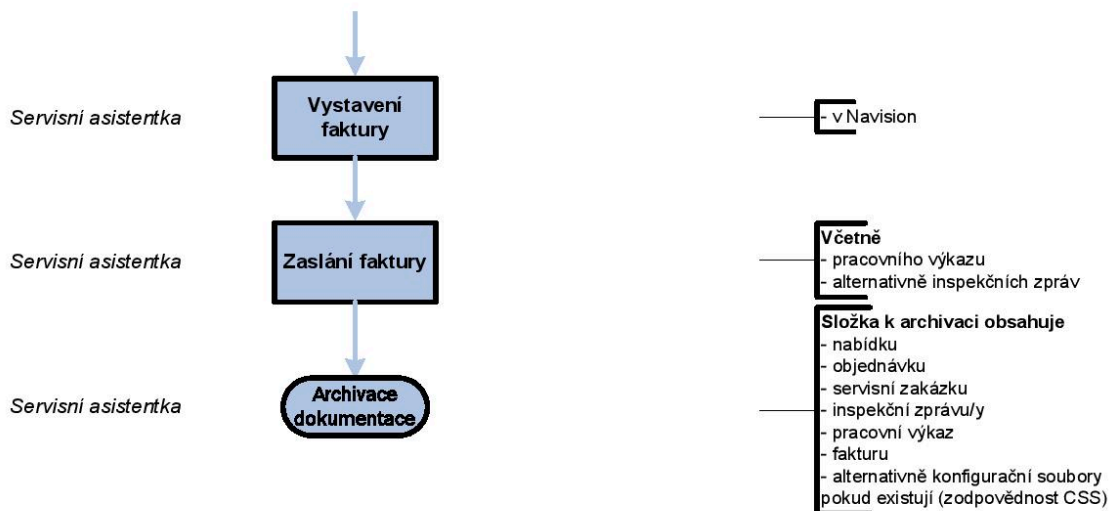 Servisní asistentka
Vystavení
faktury
- v Navision
Servisní asistentka
Zaslání faktury
Včetně
- pracovního výkazu
- alternativně inspekčních zpráv
Servisní asistentka
Archivace
dokumentace
Složka k archivaci obsahuje
- nabídku
- objednávku
- servisní zakázku
- inspekční zprávu/y
- pracovní výkaz
- fakturu
- alternativně konfigurační soubory
pokud existují (zodpovědnost CSS)